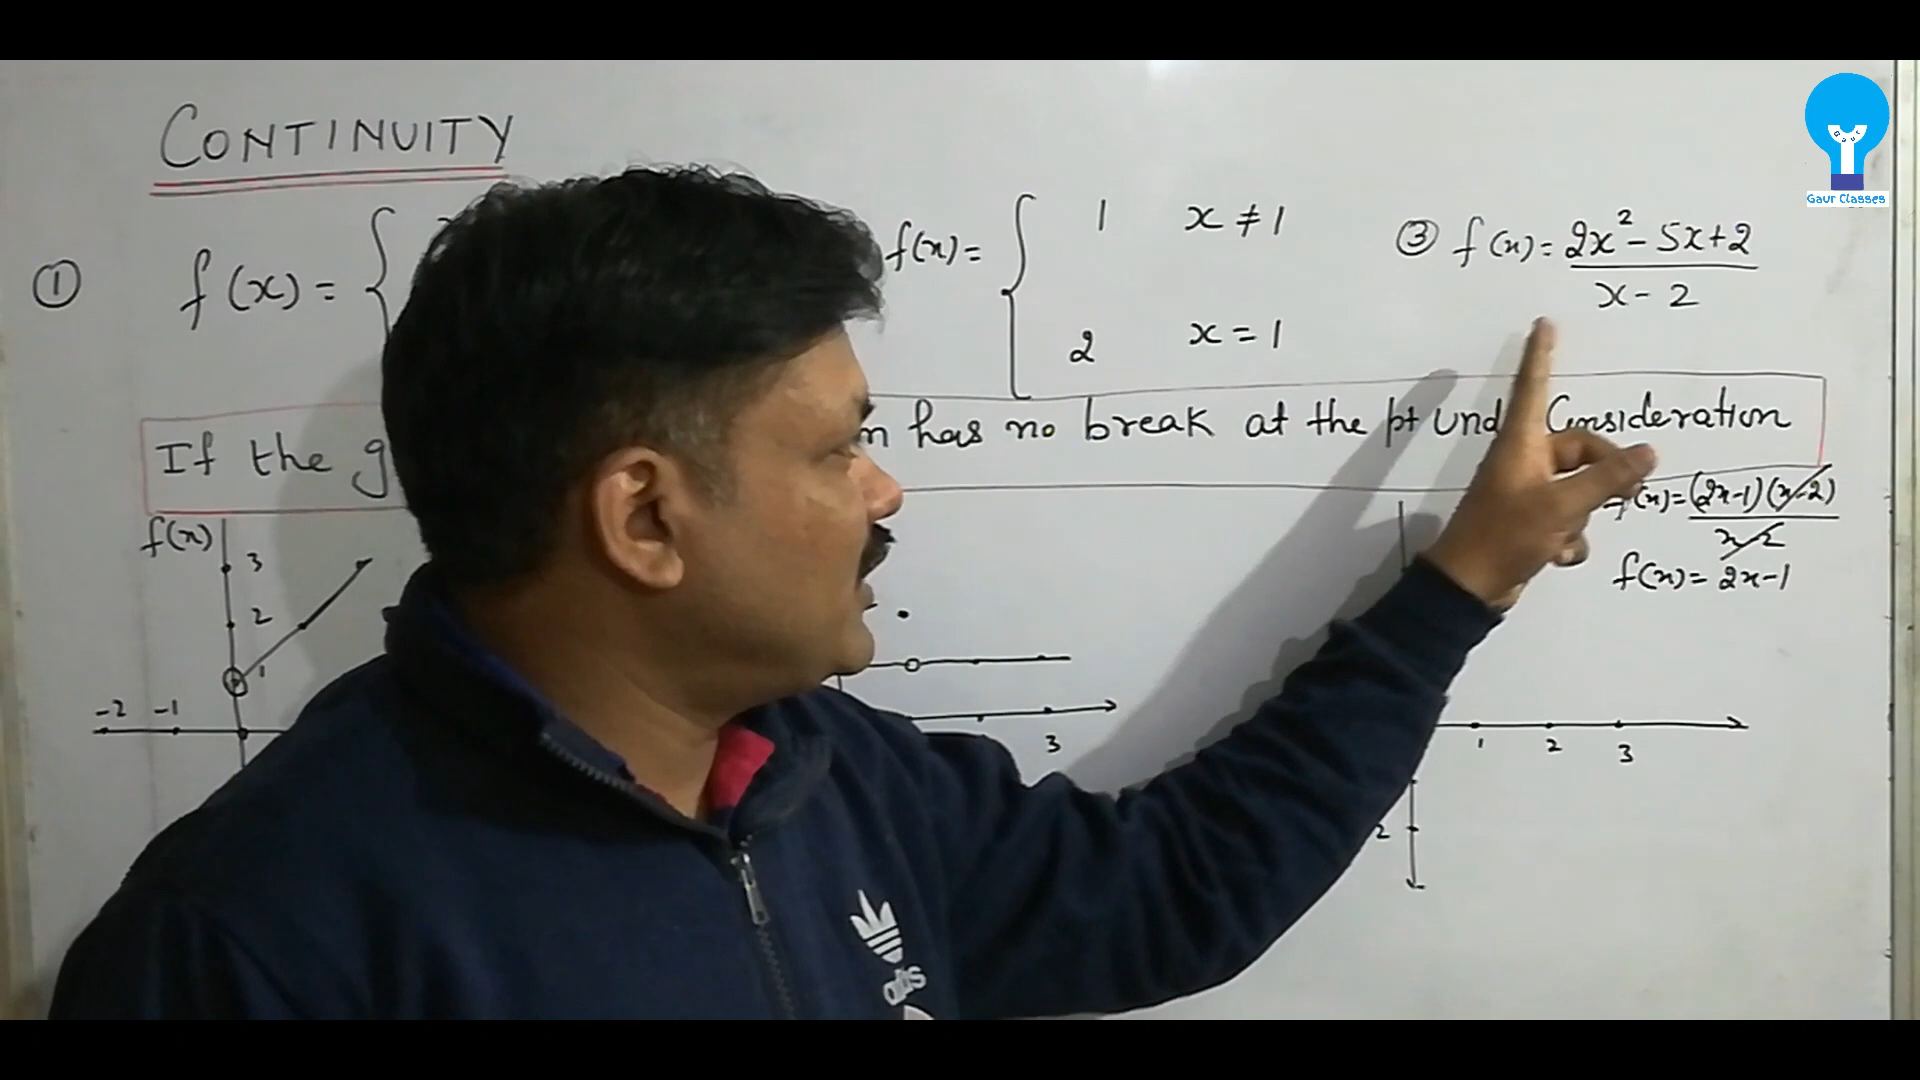 CONTINUITY
① f(x) =
f(x) = { 1 x ≠ 1
2 x = 1
③ f(x) = 2x² - 5x + 2
x - 2
If the g
n has no break at the pt und Consideration
f(x)
3
2
1
-2 -1
3
(x) = (2x-1)(x-2)
x-2
f(x) = 2x-1
1 2 3
2
adidas
Gaur
Gaur Classes